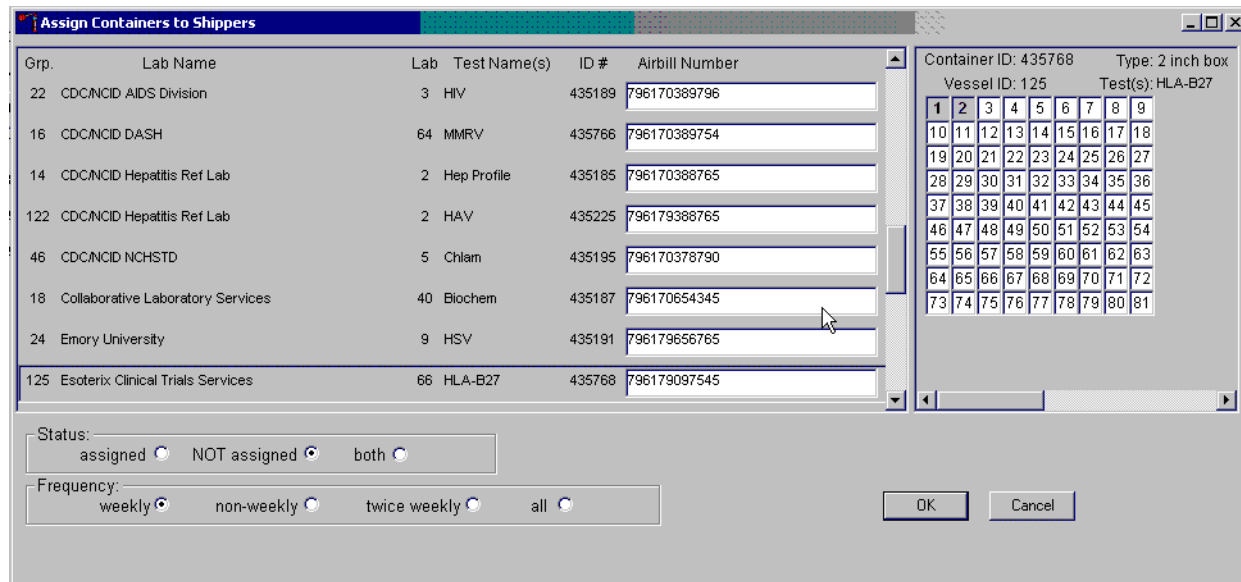 Assign Containers to Shippers
Grp. Lab Name Lab Test Name(s) ID # Airbill Number
22 CDC/NCID AIDS Division 3 HIV 435189 796170389796
16 CDC/NCID DASH 64 MMRV 435766 796170389754
14 CDC/NCID Hepatitis Ref Lab 2 Hep Profile 435185 796170388765
122 CDC/NCID Hepatitis Ref Lab 2 HAV 435225 796179388765
46 CDC/NCID NCHSTD 5 Chlam 435195 796170378790
18 Collaborative Laboratory Services 40 Biochem 435187 796170654345
24 Emory University 9 HSV 435191 796179656765
125 Esoterix Clinical Trials Services 66 HLA-B27 435768 796179097545
Container ID: 435768 Type: 2 inch box
Vessel ID: 125 Test(s): HLA-B27
1 2 3 4 5 6 7 8 9
10 11 12 13 14 15 16 17 18
19 20 21 22 23 24 25 26 27
28 29 30 31 32 33 34 35 36
37 38 39 40 41 42 43 44 45
46 47 48 49 50 51 52 53 54
55 56 57 58 59 60 61 62 63
64 65 66 67 68 69 70 71 72
73 74 75 76 77 78 79 80 81
Status:
assigned NOT assigned both
Frequency:
weekly non-weekly twice weekly all
OK Cancel